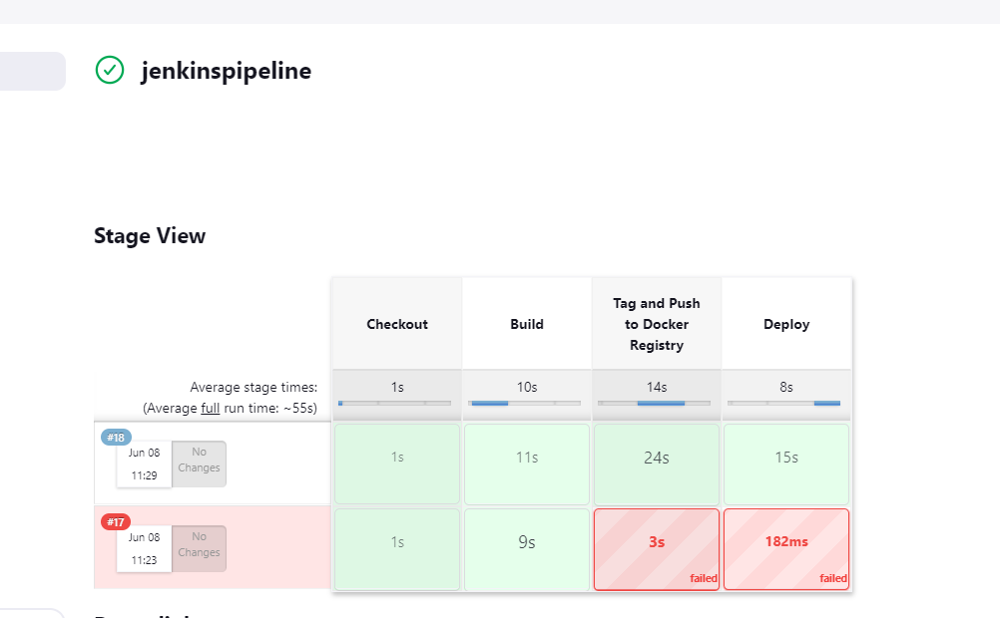 jenkinspipeline
Stage View
Checkout
Build
Tag and Push
to Docker
Registry
Deploy
Average stage times:
(Average full run time: ~55s)
1s
10s
14s
8s
#18
Jun 08
11:29
No
Changes
1s
11s
24s
15s
#17
Jun 08
11:23
No
Changes
1s
9s
3s
failed
182ms
failed